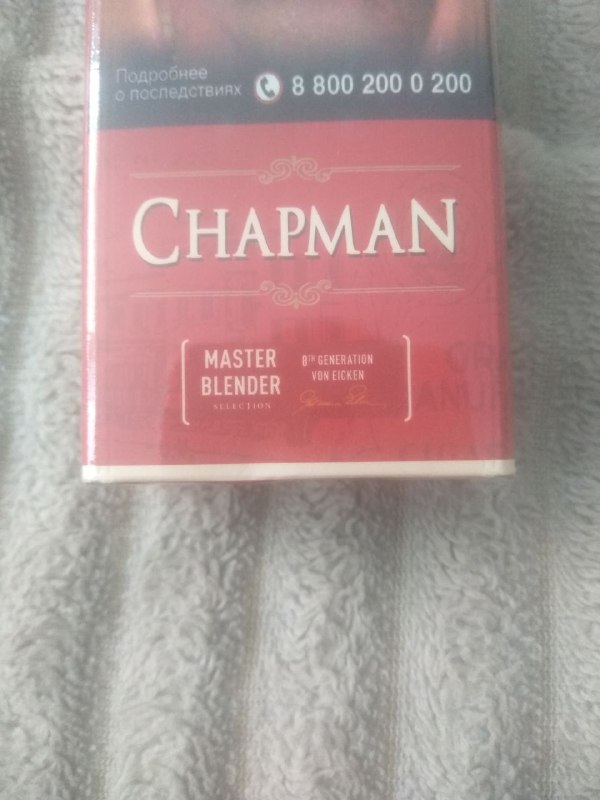 Подробнее
о последствиях
8 800 200 0 200
CHAPMAN
MASTER
BLENDER
SELECTION
8TH GENERATION
VON EICKEN